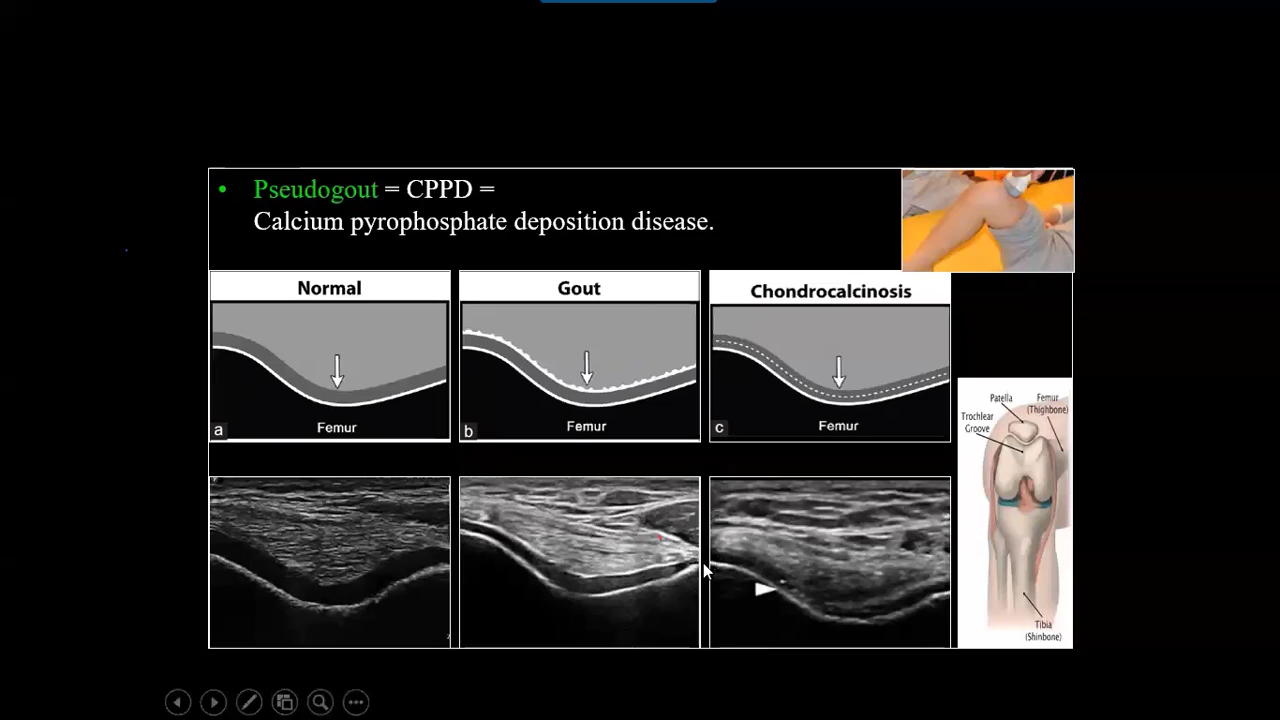 • Pseudogout = CPPD =
Calcium pyrophosphate deposition disease.
Normal
Gout
Chondrocalcinosis
Femur
a
Femur
b
Femur
c
Patella
Femur
(Thighbone)
Trochlear
Groove
Tibia
(Shinbone)